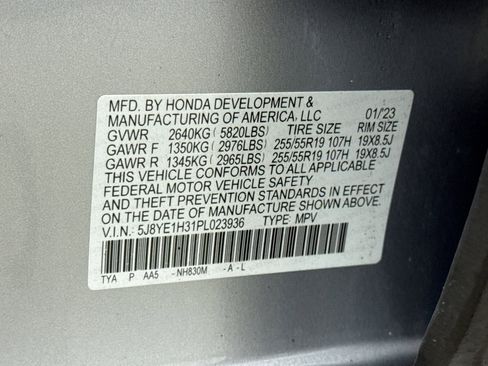 MFD. BY HONDA DEVELOPMENT &
MANUFACTURING OF AMERICA, LLC 01/'23
GVWR 2640KG (5820LBS) TIRE SIZE RIM SIZE
GAWR F 1350KG (2976LBS) 255/55R19 107H 19X8.5J
GAWR R 1345KG (2965LBS) 255/55R19 107H 19X8.5J
THIS VEHICLE CONFORMS TO ALL APPLICABLE
FEDERAL MOTOR VEHICLE SAFETY
AND THEFT PREVENTION STANDARDS IN EFFECT
ON THE DATE OF MANUFACTURE SHOWN ABOVE.
V.I.N.: 5J8YE1H31PL023936 TYPE: MPV
TYA P AA5 -NH830M -A -L